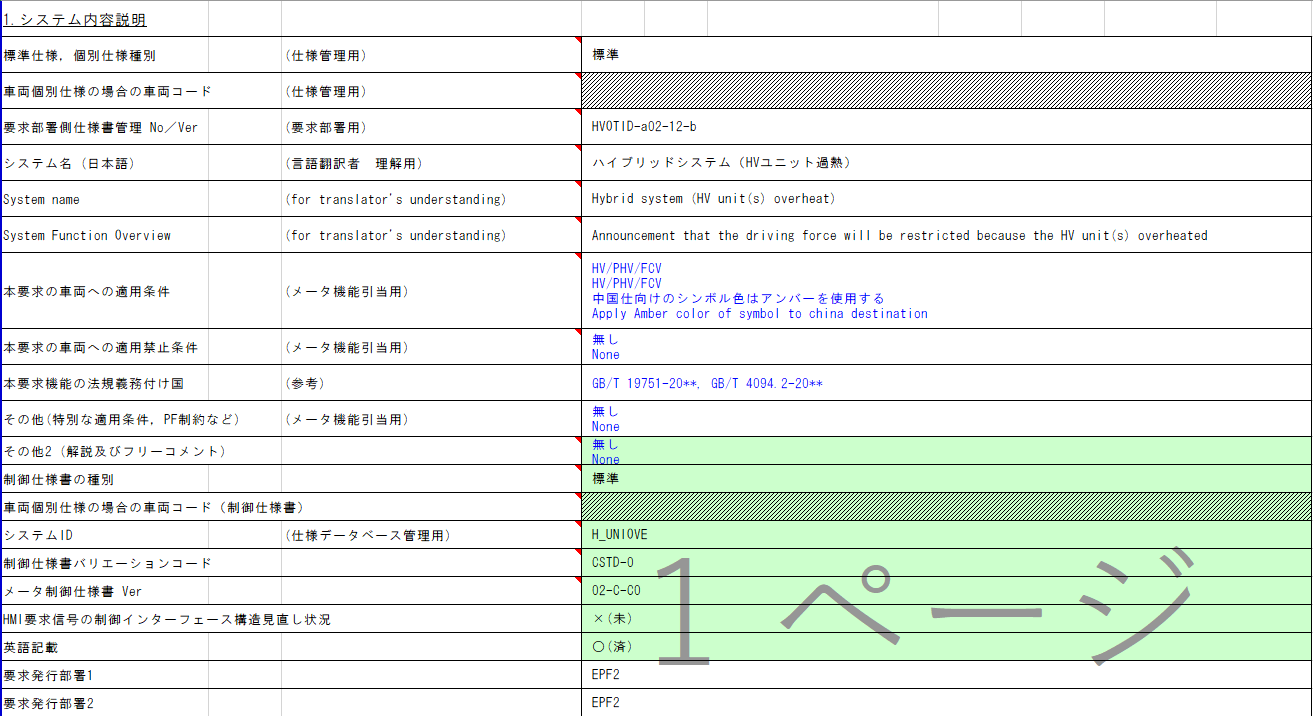 1.システム内容説明
標準仕様, 個別仕様種別 (仕様管理用) 標準
車両個別仕様の場合の車両コード (仕様管理用)
要求部署側仕様書管理 No／Ver (要求部署用) HVOTID-a02-12-b
システム名（日本語） (言語翻訳者　理解用) ハイブリッドシステム（HVユニット過熱）
System name (for translator's understanding) Hybrid system (HV unit(s) overheat)
System Function Overview (for translator's understanding) Announcement that the driving force will be restricted because the HV unit(s) overheated
本要求の車両への適用条件 (メータ機能引当用)
HV/PHV/FCV
HV/PHV/FCV
中国仕向けのシンボル色はアンバーを使用する
Apply Amber color of symbol to china destination
本要求の車両への適用禁止条件 (メータ機能引当用)
無し
None
本要求機能の法規義務付け国 (参考) GB/T 19751-20**, GB/T 4094.2-20**
その他(特別な適用条件, PF制約など) (メータ機能引当用)
無し
None
その他2（解説及びフリーコメント）
無し
None
制御仕様書の種別 標準
車両個別仕様の場合の車両コード（制御仕様書）
システムID (仕様データベース管理用) H_UNIOVE
制御仕様書バリエーションコード CSTD-0
メータ制御仕様書 Ver 02-C-C0
HMI要求信号の制御インターフェース構造見直し状況 ×(未)
英語記載 〇(済)
要求発行部署1 EPF2
要求発行部署2 EPF2
1 ページ